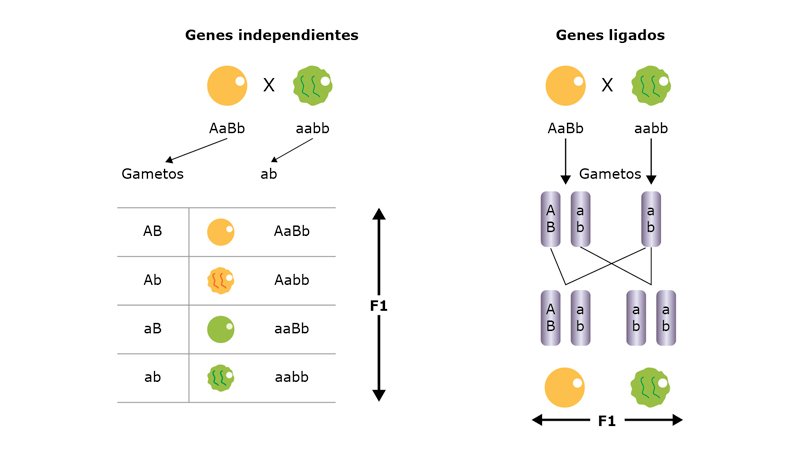 Genes independientes
X
AaBb aabb
Gametos ab
AB AaBb
Ab Aabb
aB aaBb
ab aabb
F1
Genes ligados
X
AaBb aabb
Gametos
A a a
B b b
A a a a
B b b b
F1